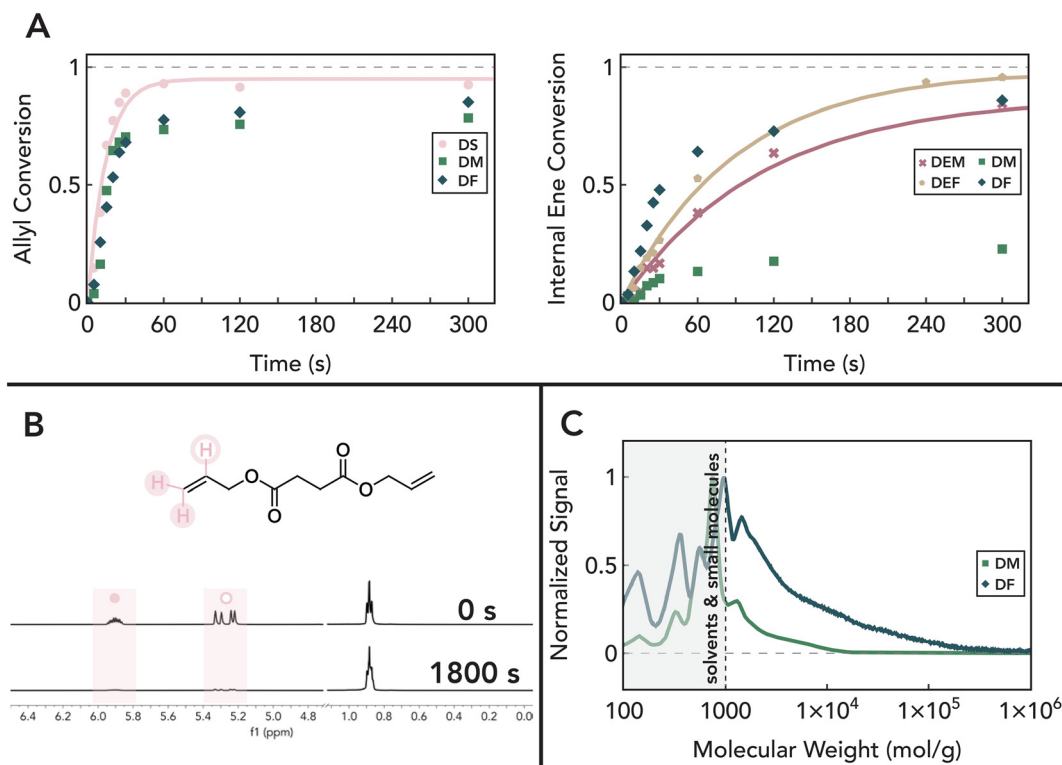 A
Allyl Conversion
1
0.5
0
DS
DM
DF
0 60 120 180 240 300
Time (s)
Internal Ene Conversion
1
0.5
0
DEM DM
DEF DF
0 60 120 180 240 300
Time (s)
B
H
H
H
O
O
O
O
0 s
1800 s
6.4 6.2 6.0 5.8 5.6 5.4 5.2 5.0 4.8 1.0 0.8 0.6 0.4 0.2 0.0
f1 (ppm)
C
Normalized Signal
1
0.5
0
solvents & small molecules
DM
DF
100 1000 1×10⁴ 1×10⁵ 1×10⁶
Molecular Weight (mol/g)